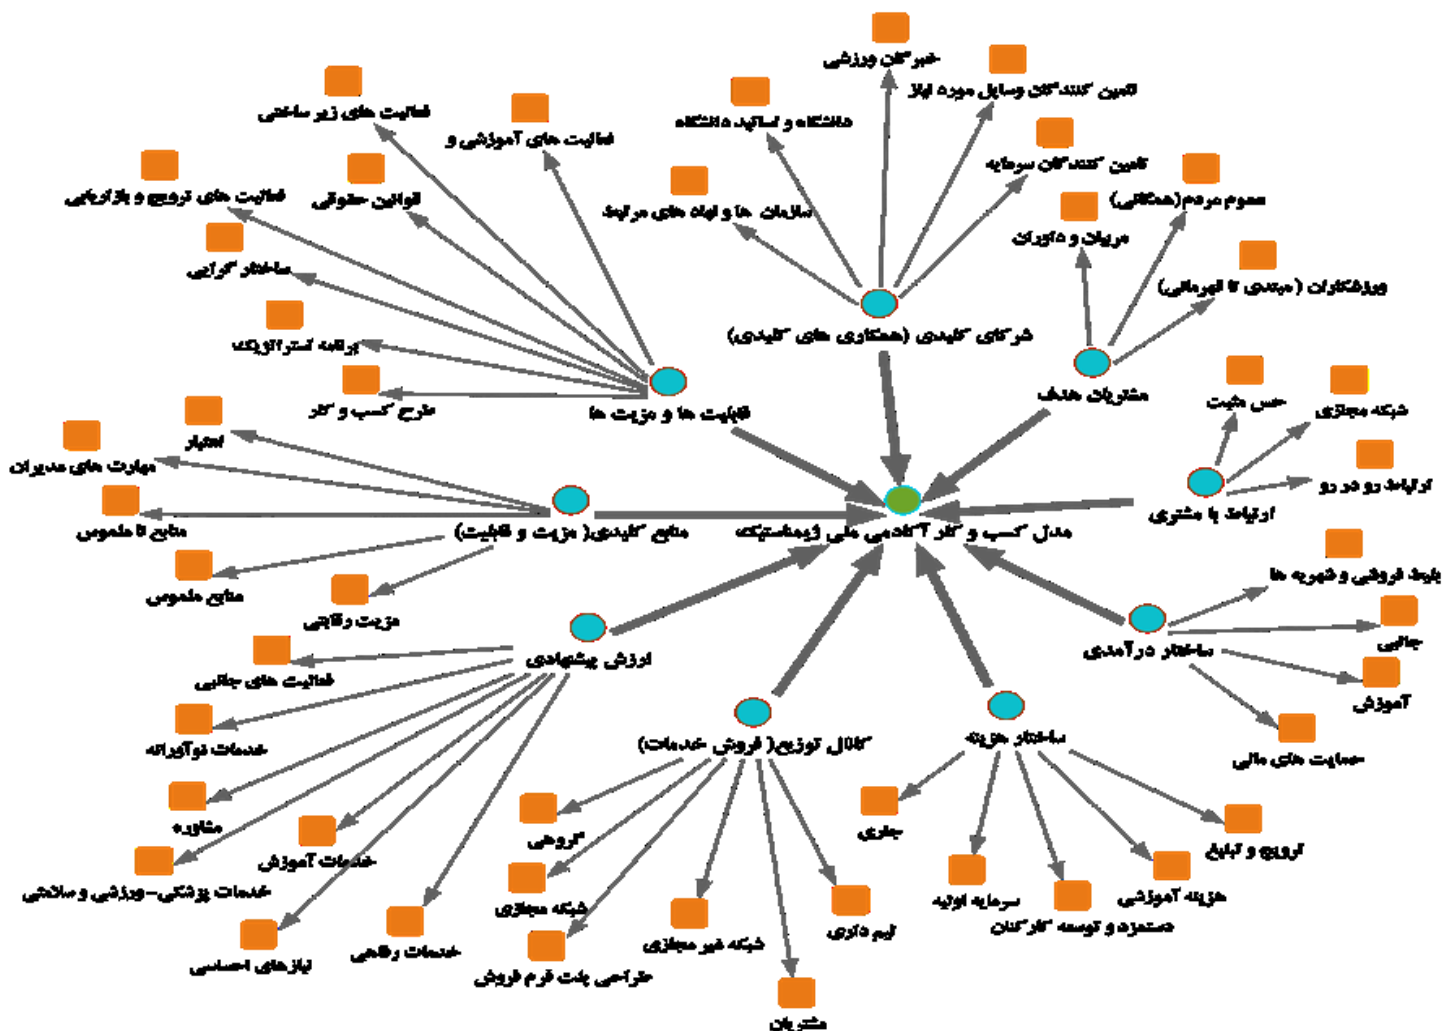 خبرگان ورزشی
تامین کنندگان وسایل مورد نیاز
فعالیت های زیر ساختی
دانشگاه و اساتید دانشگاه
فعالیت های آموزشی و
تامین کنندگان سرمایه
عموم مردم(همگانی)
فعالیت های ترویج و بازاریابی
قوانین حقوقی
سازمان ها و نهاد های مرتبط
مربیان و داوران
ساختار گرایی
ورزشکاران (مبتدی تا قهرمانی)
برنامه استراتژیک
شرکای کلیدی (همکاری های کلیدی)
مشتریان هدف
طرح کسب و کار
قابلیت ها و مزیت ها
حس مثبت
شبکه مجازی
اعتبار
مهارت های مدیران
ارتباط رو در رو
ارتباط با مشتری
منابع نا ملموس
منابع کلیدی( مزیت و قابلیت)
مدل کسب و کار آکادمی ملی ژیمناستیک
بلیط فروشی و شهریه ها
منابع ملموس
مزیت رقابتی
جانبی
ساختار درآمدی
ارزش پیشنهادی
فعالیت های جانبی
آموزش
خدمات نوآورانه
کانال توزیع( فروش خدمات)
ساختار هزینه
حمایت های مالی
مشاوره
گروهی
جاری
ترویج و تبلیغ
خدمات آموزش
خدمات پزشکی-ورزشی و سلامتی
شبکه مجازی
سرمایه اولیه
هزینه آموزشی
دستمزد و توسعه کارکنان
تیم داری
شبکه غیر مجازی
خدمات رفاهی
نیازهای احساسی
طراحی پلت فرم فروش
مشتریان